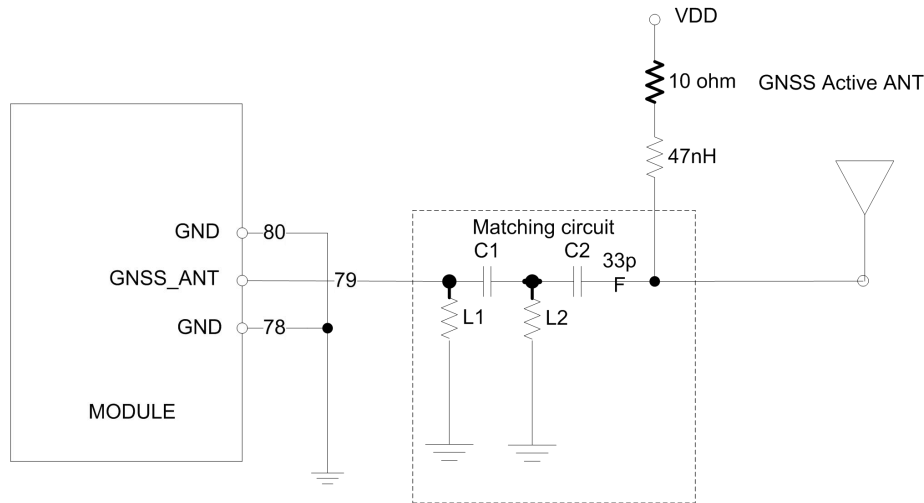 VDD
10 ohm
GNSS Active ANT
47nH
Matching circuit
GND
80
C1
C2
33p
F
GNSS_ANT
79
L1
L2
GND
78
MODULE